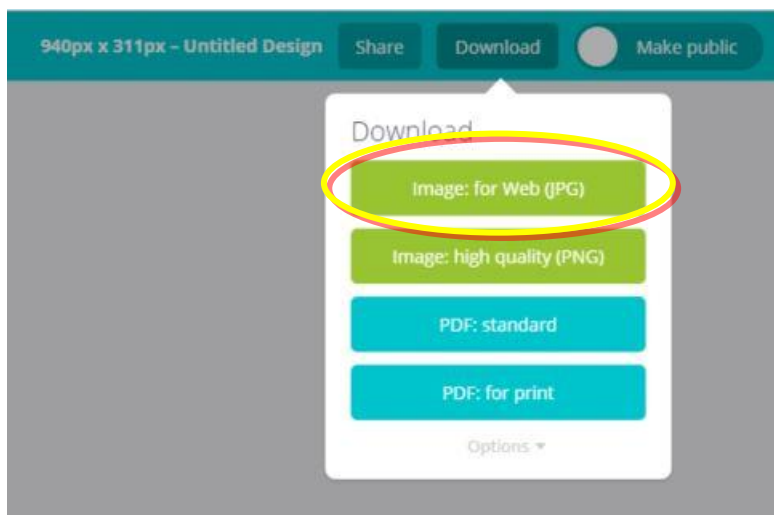 940px x 311px – Untitled Design Share Download Make public
Download
Image: for Web (JPG)
Image: high quality (PNG)
PDF: standard
PDF: for print
Options